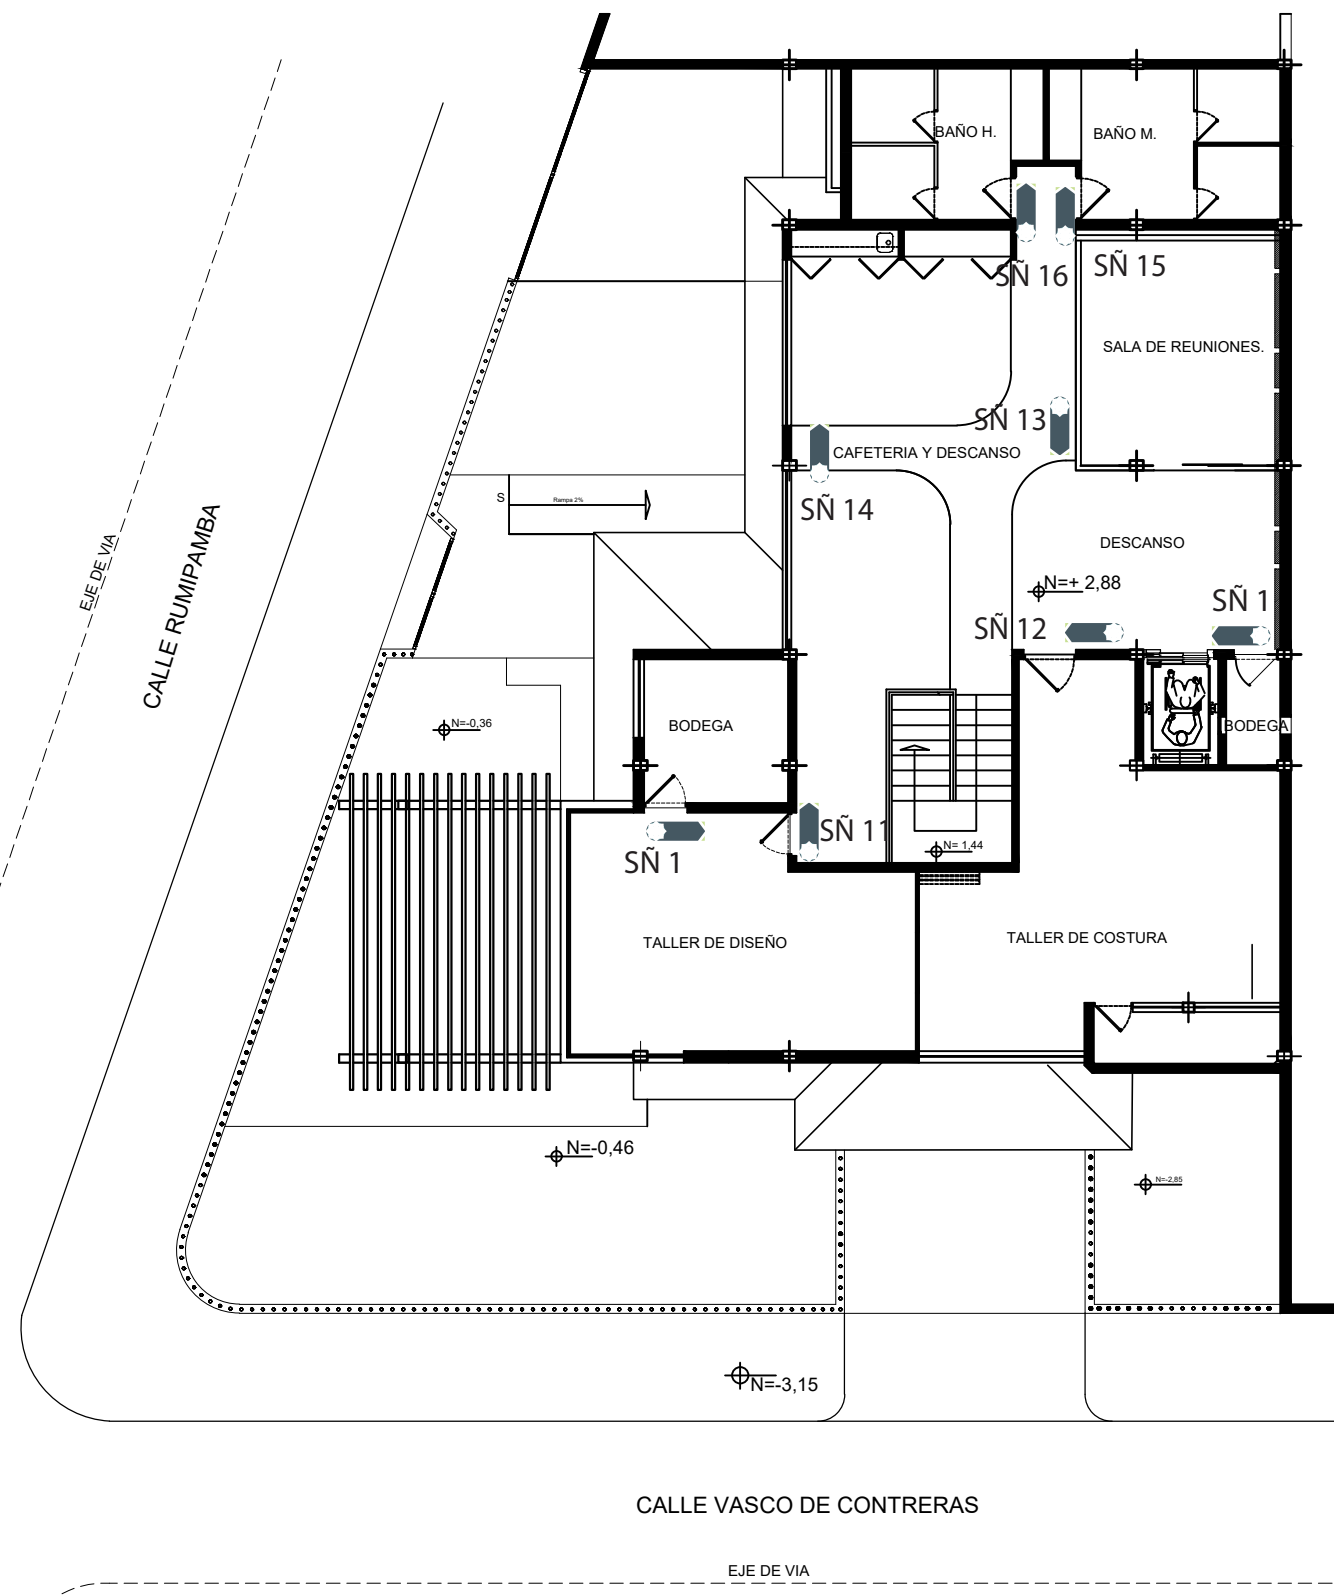 BAÑO H.
BAÑO M.
SÑ 16
SÑ 15
SALA DE REUNIONES.
SÑ 13
CAFETERIA Y DESCANSO
SÑ 14
S
Rampa 2%
CALLE RUMIPAMBA
EJE DE VIA
DESCANSO
N=+ 2,88
SÑ 1
SÑ 12
N=-0,36
BODEGA
BODEGA
SÑ 11
SÑ 1
N= 1,44
TALLER DE DISEÑO
TALLER DE COSTURA
N=-0,46
N=-2,85
N=-3,15
CALLE VASCO DE CONTRERAS
EJE DE VIA